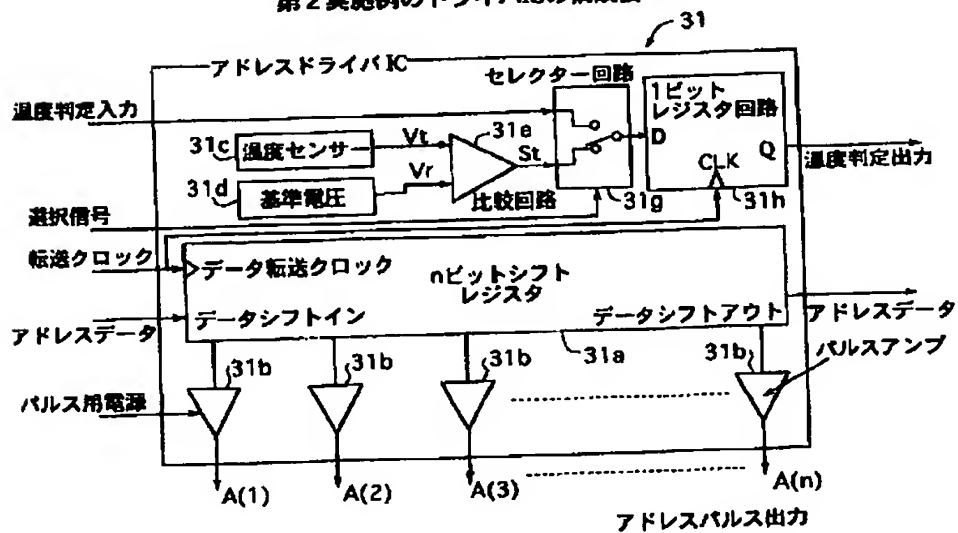 31
アドレスドライバIC
セレクター回路
温度判定入力
1ビット
レジスタ回路
31c
温度センサー
Vt
31e
D
Q
31d
基準電圧
Vr
St
CLK
温度判定出力
比較回路
31g
31h
選択信号
転送クロック
データ転送クロック
nビットシフト
レジスタ
アドレスデータ
データシフトイン
データシフトアウト
アドレスデータ
31b
31b
31b
31a
31b
パルスアンプ
パルス用電源
A(1)
A(2)
A(3)
A(n)
アドレスパルス出力